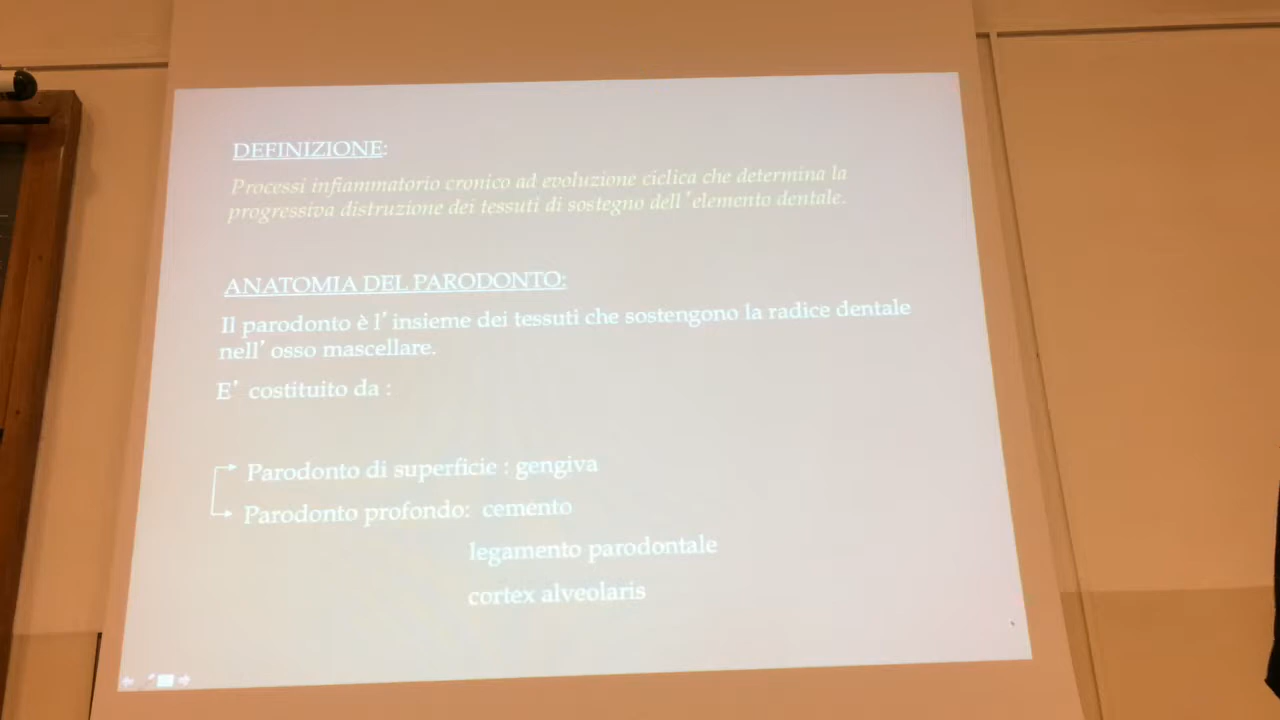 DEFINIZIONE:
Processi infiammatorio cronico ad evoluzione ciclica che determina la
progressiva distruzione dei tessuti di sostegno dell'elemento dentale.
ANATOMIA DEL PARODONTO:
Il parodonto è l'insieme dei tessuti che sostengono la radice dentale
nell'osso mascellare.
E' costituito da :
Parodonto di superficie : gengiva
Parodonto profondo: cemento
legamento parodontale
cortex alveolaris